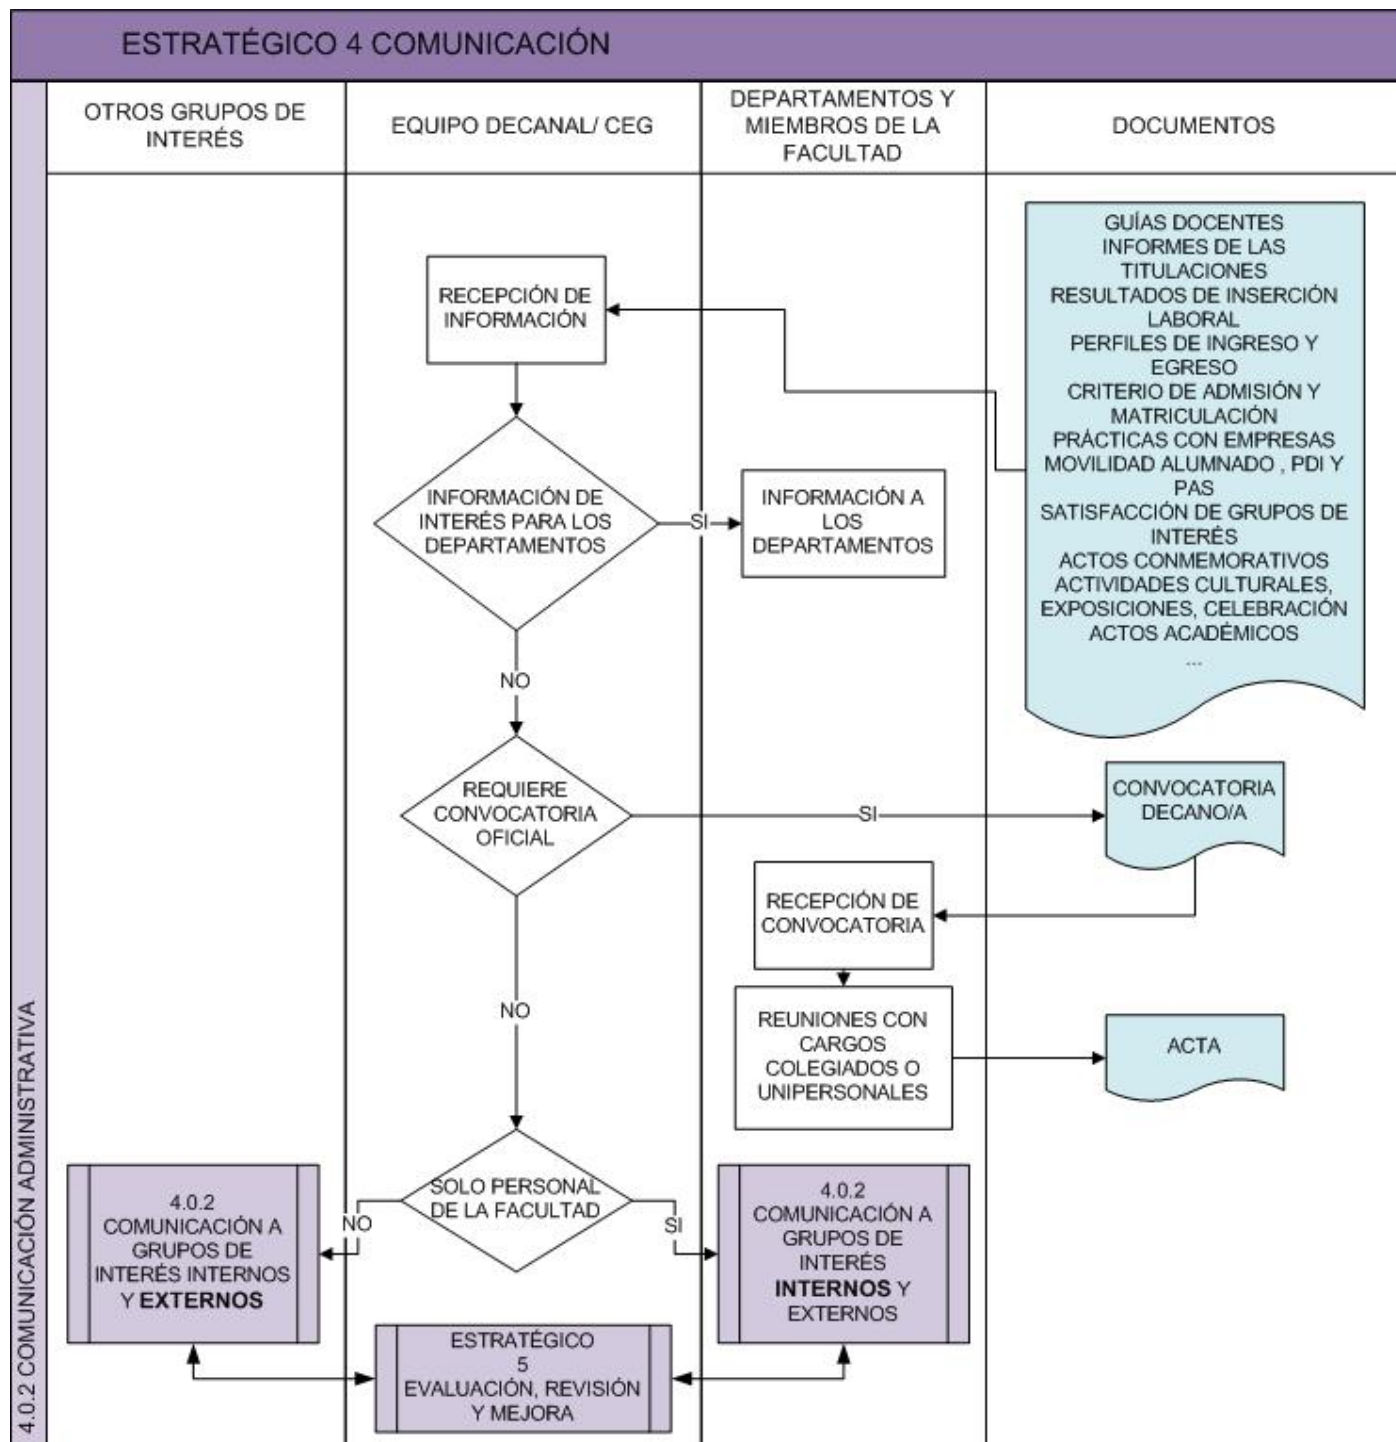 ESTRATÉGICO 4 COMUNICACIÓN
OTROS GRUPOS DE
INTERÉS
EQUIPO DECANAL/ CEG
DEPARTAMENTOS Y
MIEMBROS DE LA
FACULTAD
DOCUMENTOS
GUÍAS DOCENTES
INFORMES DE LAS
TITULACIONES
RESULTADOS DE INSERCIÓN
LABORAL
PERFILES DE INGRESO Y
EGRESO
CRITERIO DE ADMISIÓN Y
MATRICULACIÓN
PRÁCTICAS CON EMPRESAS
MOVILIDAD ALUMNADO , PDI Y
PAS
SATISFACCIÓN DE GRUPOS DE
INTERÉS
ACTOS CONMEMORATIVOS
ACTIVIDADES CULTURALES,
EXPOSICIONES, CELEBRACIÓN
ACTOS ACADÉMICOS
...
RECEPCIÓN DE
INFORMACIÓN
INFORMACIÓN DE
INTERÉS PARA LOS
DEPARTAMENTOS
SI
INFORMACIÓN A
LOS
DEPARTAMENTOS
NO
REQUIERE
CONVOCATORIA
OFICIAL
SI
CONVOCATORIA
DECANO/A
RECEPCIÓN DE
CONVOCATORIA
NO
REUNIONES CON
CARGOS
COLEGIADOS O
UNIPERSONALES
ACTA
SOLO PERSONAL
DE LA FACULTAD
NO
SI
4.0.2
COMUNICACIÓN A
GRUPOS DE
INTERÉS INTERNOS
Y EXTERNOS
4.0.2
COMUNICACIÓN A
GRUPOS DE
INTERÉS
INTERNOS Y
EXTERNOS
ESTRATÉGICO
5
EVALUACIÓN, REVISIÓN
Y MEJORA
4.0.2 COMUNICACIÓN ADMINISTRATIVA